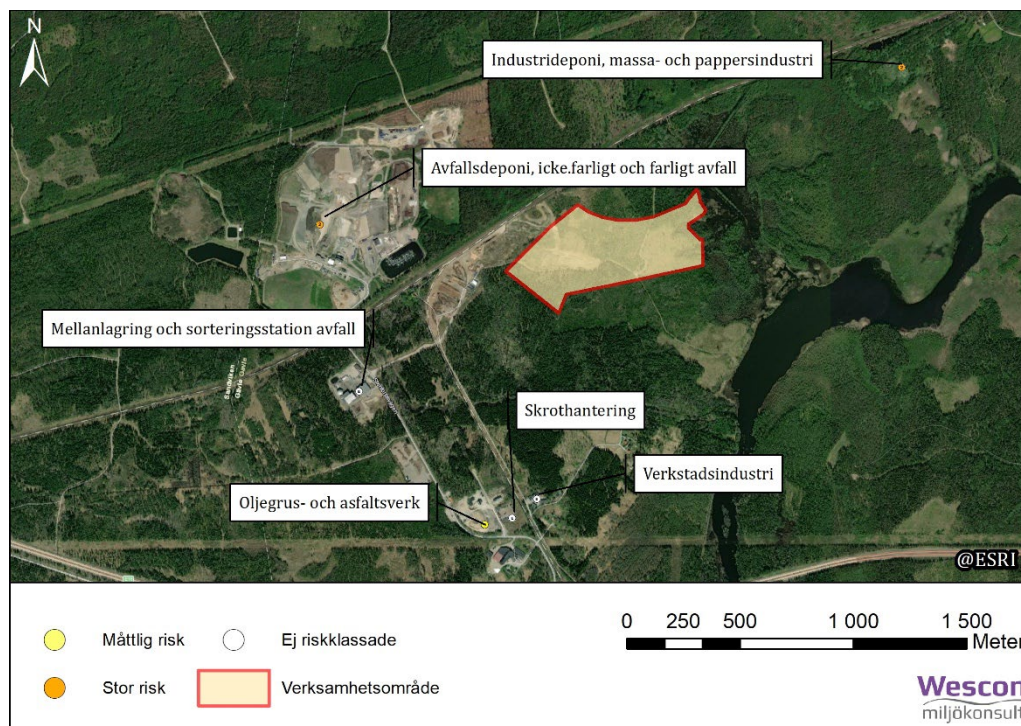 N
Industrideponi, massa- och pappersindustri
Avfallsdeponi, icke.farligt och farligt avfall
Mellanlagring och sorteringsstation avfall
Skrothantering
Verkstadsindustri
Oljegrus- och asfaltsverk
@ESRI
Måttlig risk
Ej riskklassade
Stor risk
Verksamhetsområde
0 250 500 1 000 1 500
Meter
Wescon
miljökonsult